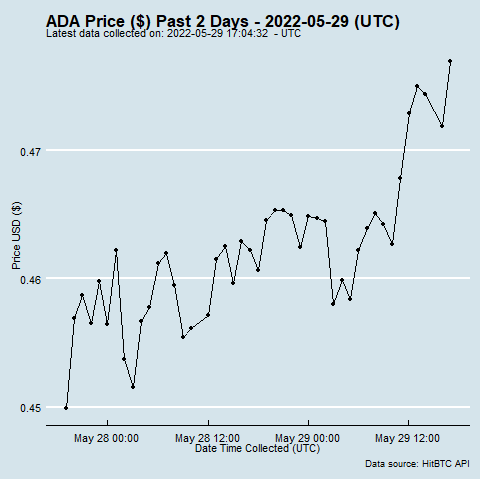 ADA Price ($) Past 2 Days - 2022-05-29 (UTC)
Latest data collected on: 2022-05-29 17:04:32 - UTC
0.47
0.46
0.45
Price USD ($)
May 28 00:00 May 28 12:00 May 29 00:00 May 29 12:00
Date Time Collected (UTC)
Data source: HitBTC API